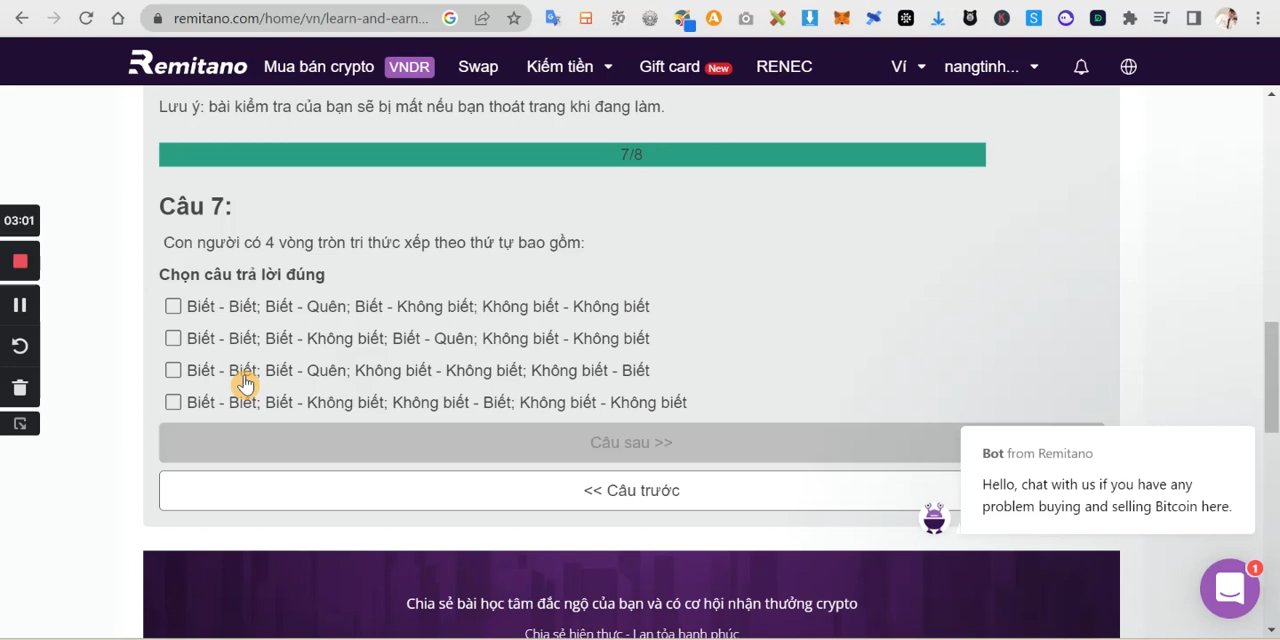 remitano.com/home/vn/learn-and-earn...
Remitano
Mua bán crypto VNDR Swap Kiếm tiền Gift card New RENEC Ví nangtinh...
Lưu ý: bài kiểm tra của bạn sẽ bị mất nếu bạn thoát trang khi đang làm.
7/8
03:01
Câu 7:
Con người có 4 vòng tròn tri thức xếp theo thứ tự bao gồm:
Chọn câu trả lời đúng
Biết - Biết; Biết - Quên; Biết - Không biết; Không biết - Không biết
Biết - Biết; Biết - Không biết; Biết - Quên; Không biết - Không biết
Biết - Biết; Biết - Quên; Không biết - Không biết; Không biết - Biết
Biết - Biết; Biết - Không biết; Không biết - Biết; Không biết - Không biết
Câu sau >>
<< Câu trước
Bot from Remitano
Hello, chat with us if you have any
problem buying and selling Bitcoin here.
1
Chia sẻ bài học tâm đắc ngộ của bạn và có cơ hội nhận thưởng crypto
Chia sẻ hiện thực - Lan tỏa hạnh phúc